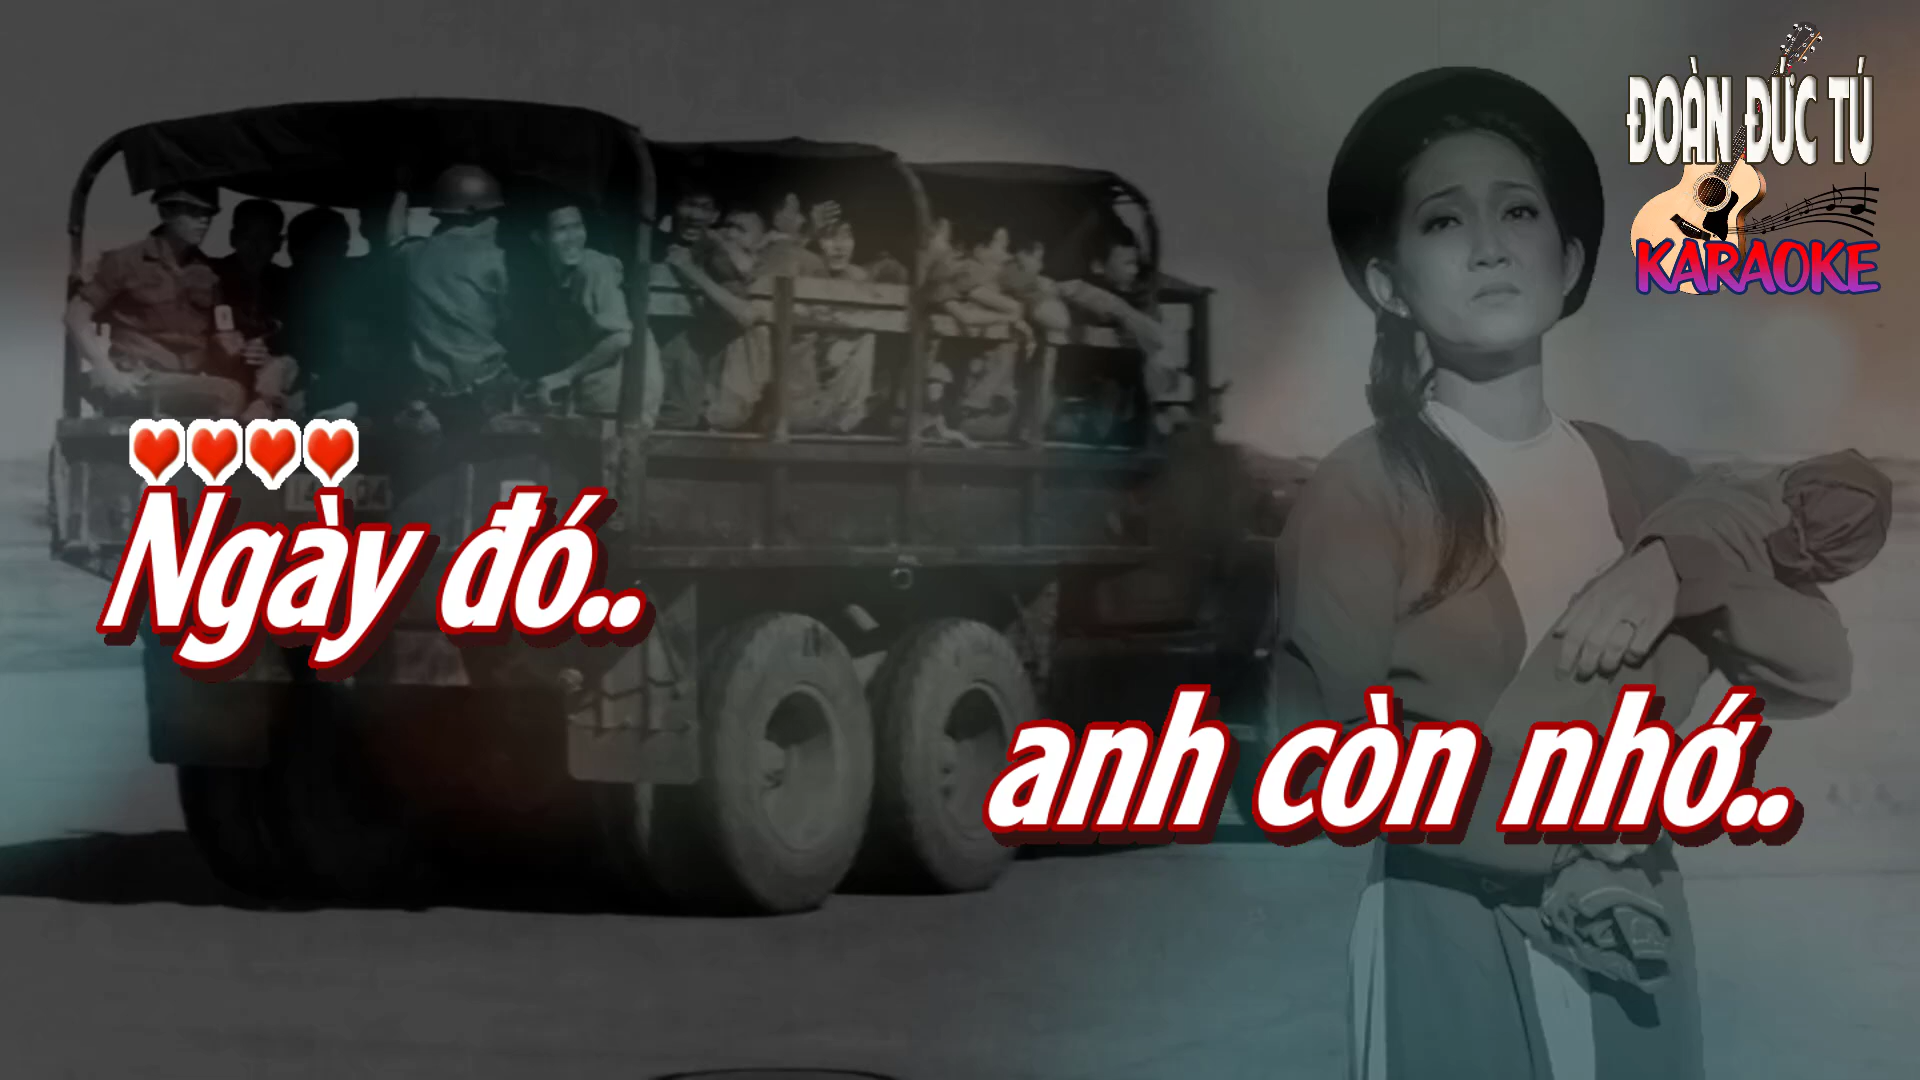 ĐOÀN ĐỨC TÚ
KARAOKE
Ngày đó..
anh còn nhớ..